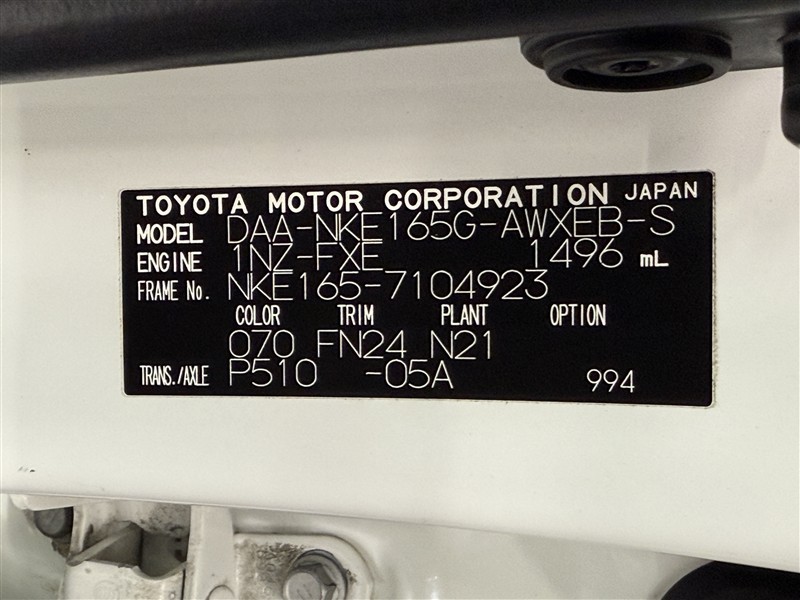 TOYOTA MOTOR CORPORATION JAPAN
MODEL DAA-NKE165G-AWXEB-S
ENGINE 1NZ-FXE 1496 mL
FRAME No. NKE165-7104923
COLOR TRIM PLANT OPTION
070 FN24 N21
TRANS./AXLE P510 -05A 994